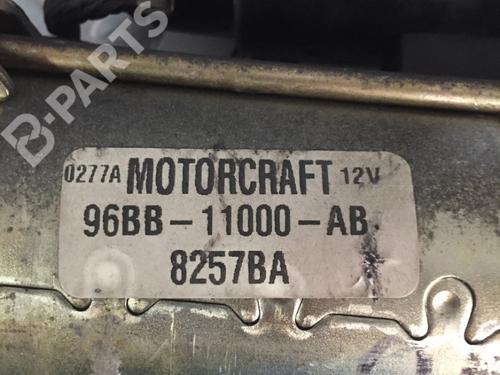 B-PARTS
0277A MOTORCRAFT 12V
96BB-11000-AB
8257BA